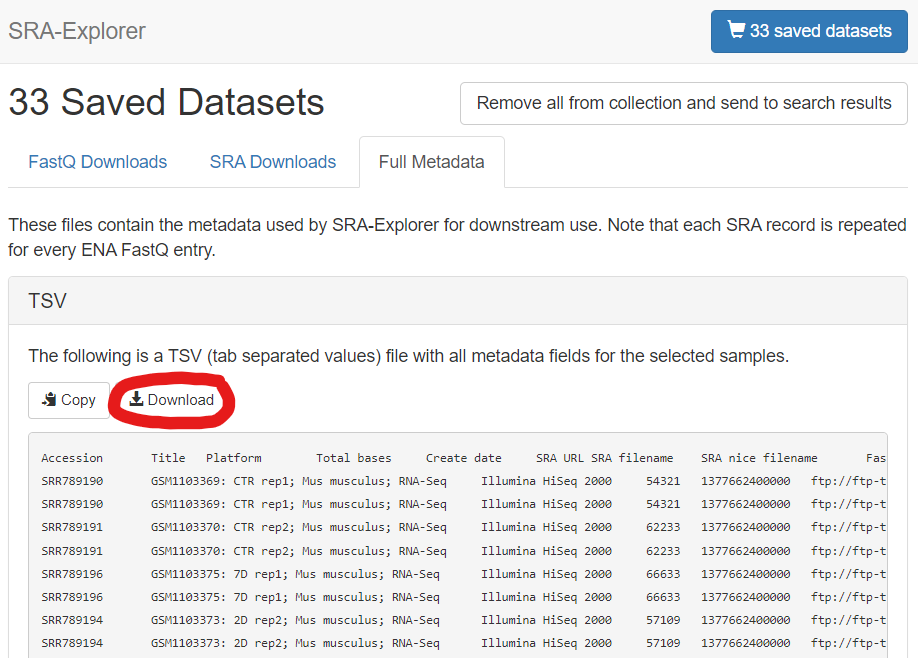 SRA-Explorer
33 saved datasets
33 Saved Datasets
Remove all from collection and send to search results
FastQ Downloads SRA Downloads Full Metadata
These files contain the metadata used by SRA-Explorer for downstream use. Note that each SRA record is repeated
for every ENA FastQ entry.
TSV
The following is a TSV (tab separated values) file with all metadata fields for the selected samples.
Copy Download
Accession Title Platform Total bases Create date SRA URL SRA filename SRA nice filename Fas
SRR789190 GSM1103369: CTR rep1; Mus musculus; RNA-Seq Illumina HiSeq 2000 54321 1377662400000 ftp://ftp-t
SRR789190 GSM1103369: CTR rep1; Mus musculus; RNA-Seq Illumina HiSeq 2000 54321 1377662400000 ftp://ftp-t
SRR789191 GSM1103370: CTR rep2; Mus musculus; RNA-Seq Illumina HiSeq 2000 62233 1377662400000 ftp://ftp-t
SRR789191 GSM1103370: CTR rep2; Mus musculus; RNA-Seq Illumina HiSeq 2000 62233 1377662400000 ftp://ftp-t
SRR789196 GSM1103375: 7D rep1; Mus musculus; RNA-Seq Illumina HiSeq 2000 66633 1377662400000 ftp://ftp-t
SRR789196 GSM1103375: 7D rep1; Mus musculus; RNA-Seq Illumina HiSeq 2000 66633 1377662400000 ftp://ftp-t
SRR789194 GSM1103373: 2D rep2; Mus musculus; RNA-Seq Illumina HiSeq 2000 57109 1377662400000 ftp://ftp-t
SRR789194 GSM1103373: 2D rep2; Mus musculus; RNA-Seq Illumina HiSeq 2000 57109 1377662400000 ftp://ftp-t